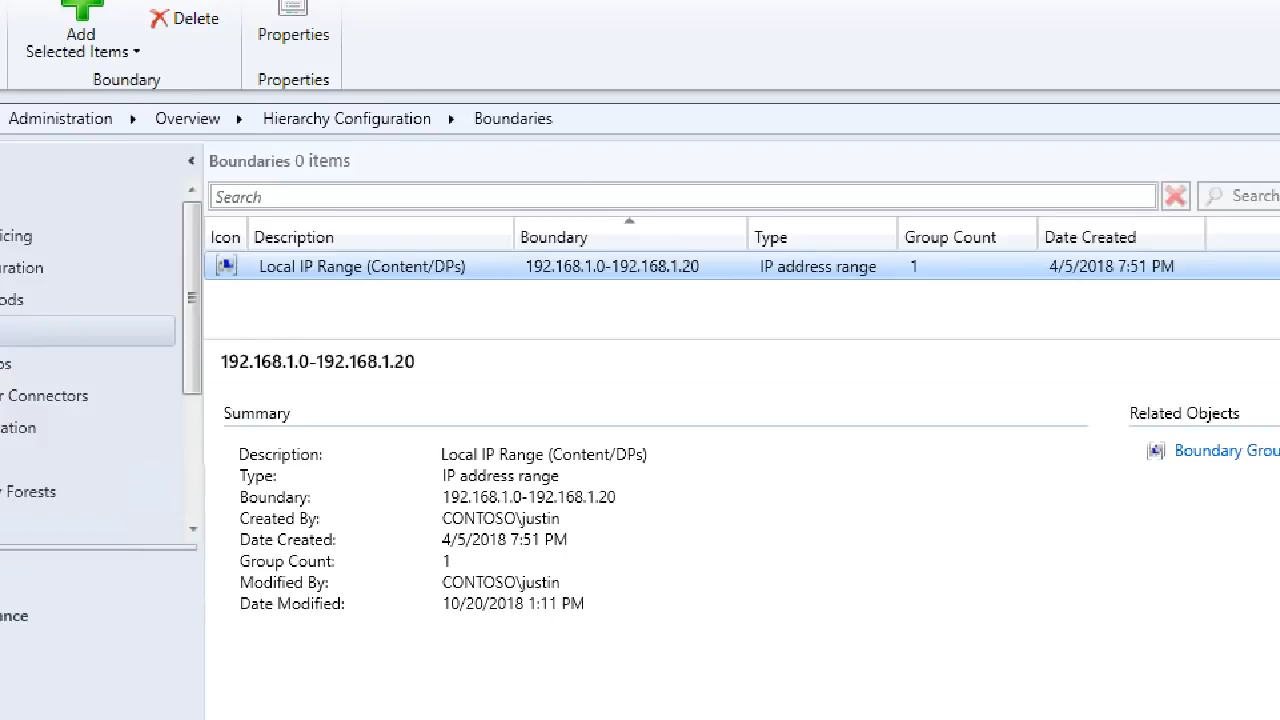 Add
Selected Items
Delete
Boundary
Properties
Properties
Administration Overview Hierarchy Configuration Boundaries
Boundaries 0 items
Search
Search
Icon Description Boundary Type Group Count Date Created
Local IP Range (Content/DPs) 192.168.1.0-192.168.1.20 IP address range 1 4/5/2018 7:51 PM
icing
uration
ods
ps
r Connectors
ation
y Forests
ance
192.168.1.0-192.168.1.20
Summary
Description: Local IP Range (Content/DPs)
Type: IP address range
Boundary: 192.168.1.0-192.168.1.20
Created By: CONTOSO\justin
Date Created: 4/5/2018 7:51 PM
Group Count: 1
Modified By: CONTOSO\justin
Date Modified: 10/20/2018 1:11 PM
Related Objects
Boundary Grou